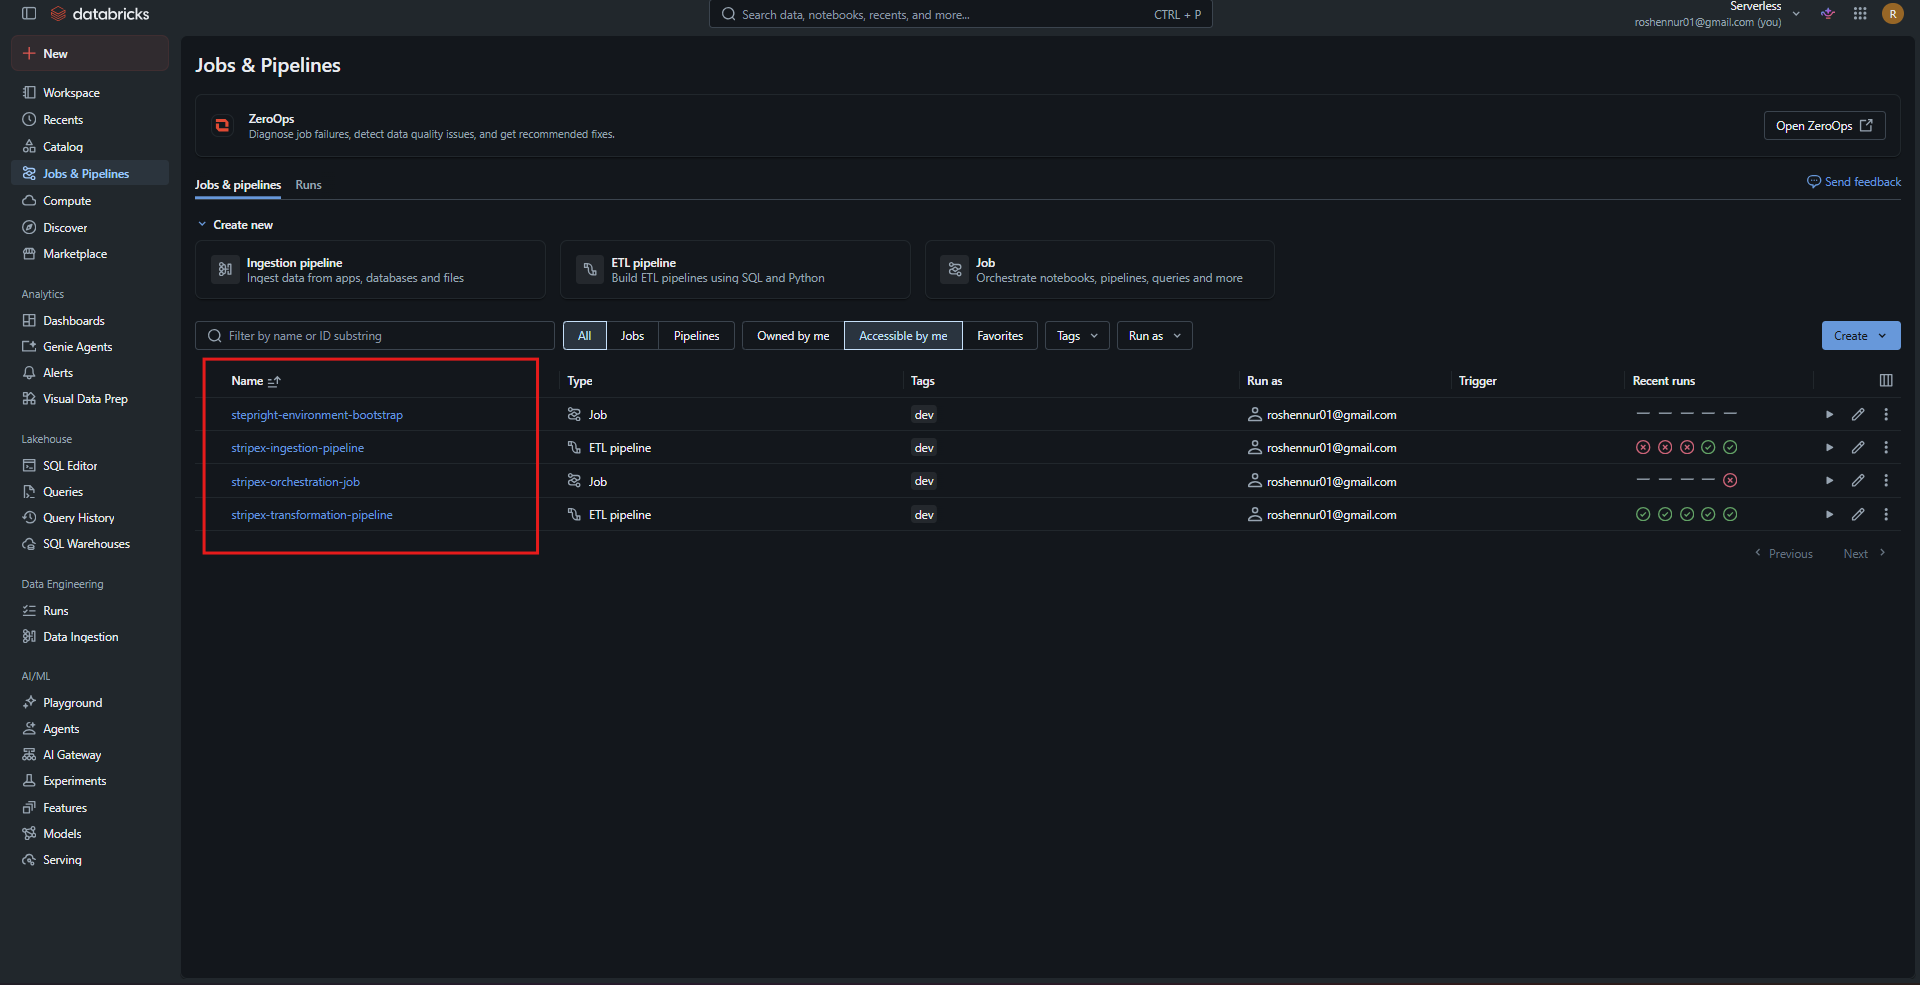 databricks
Search data, notebooks, recents, and more...
CTRL + P
Serverless
roshennur01@gmail.com (you)
R
New
Workspace
Recents
Catalog
Jobs & Pipelines
Compute
Discover
Marketplace
Analytics
Dashboards
Genie Agents
Alerts
Visual Data Prep
Lakehouse
SQL Editor
Queries
Query History
SQL Warehouses
Data Engineering
Runs
Data Ingestion
AI/ML
Playground
Agents
AI Gateway
Experiments
Features
Models
Serving
Jobs & Pipelines
ZeroOps
Diagnose job failures, detect data quality issues, and get recommended fixes.
Open ZeroOps
Jobs & pipelines Runs
Send feedback
Create new
Ingestion pipeline
Ingest data from apps, databases and files
ETL pipeline
Build ETL pipelines using SQL and Python
Job
Orchestrate notebooks, pipelines, queries and more
Filter by name or ID substring
All Jobs Pipelines Owned by me Accessible by me Favorites Tags Run as
Create
Name Type Tags Run as Trigger Recent runs
stepright-environment-bootstrap Job dev roshennur01@gmail.com
stripex-ingestion-pipeline ETL pipeline dev roshennur01@gmail.com
stripex-orchestration-job Job dev roshennur01@gmail.com
stripex-transformation-pipeline ETL pipeline dev roshennur01@gmail.com
Previous Next